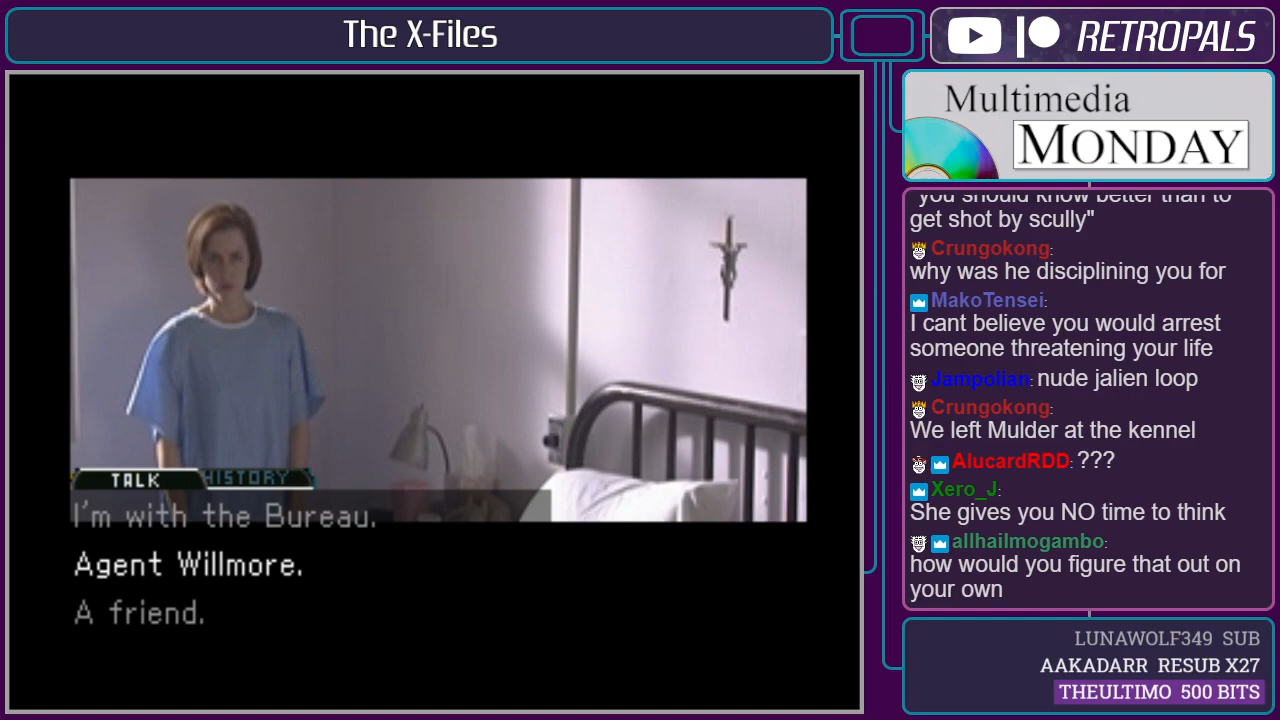 The X-Files
RETROPALS
Multimedia
MONDAY
"you should know better than to
get shot by scully"
Crungokong:
why was he disciplining you for
MakoTensei:
I cant believe you would arrest
someone threatening your life
Jampolian: nude jalien loop
Crungokong:
We left Mulder at the kennel
AlucardRDD: ???
Xero_J:
She gives you NO time to think
allhailmogambo:
how would you figure that out on
your own
TALK HISTORY
I'm with the Bureau.
Agent Willmore.
A friend.
LUNAWOLF349 SUB
AAKADARR RESUB X27
THEULTIMO 500 BITS